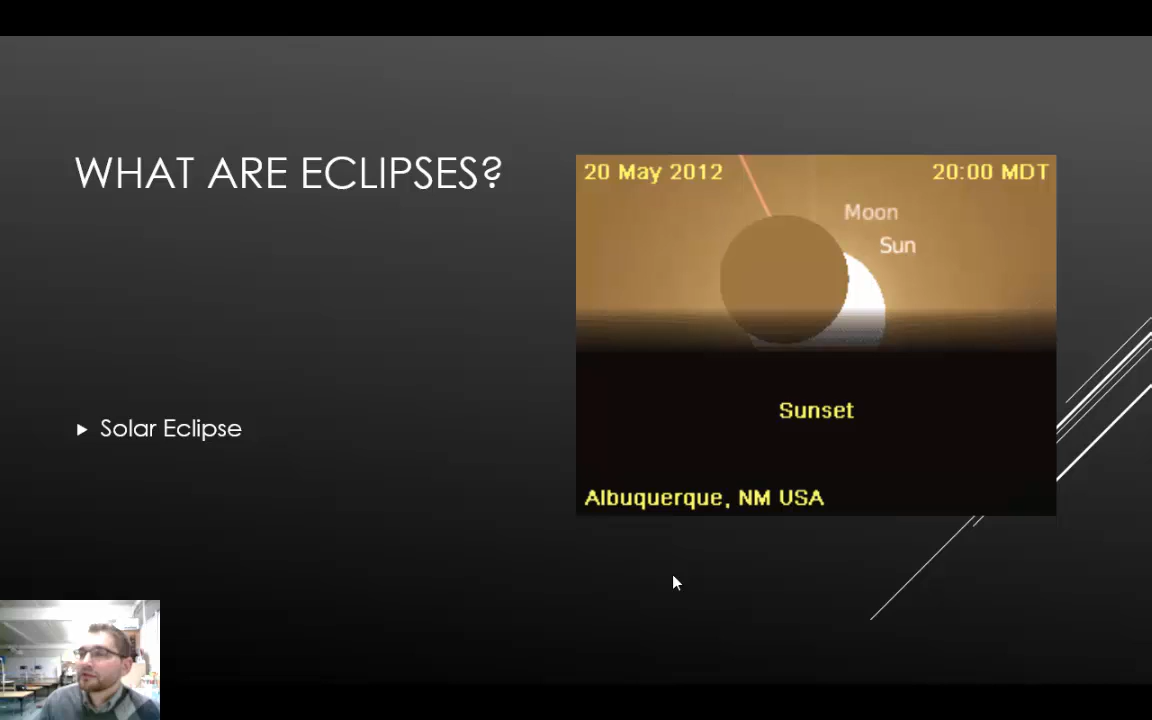 WHAT ARE ECLIPSES?
Solar Eclipse
20 May 2012
20:00 MDT
Moon
Sun
Sunset
Albuquerque, NM USA